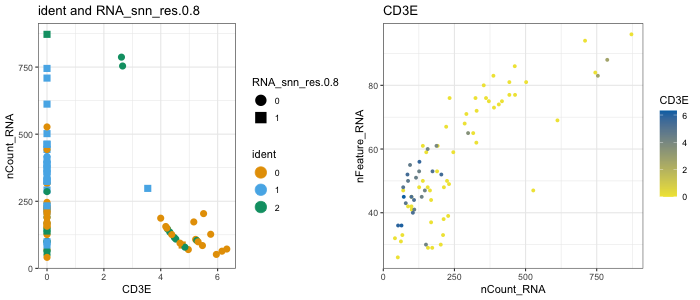 ident and RNA_snn_res.0.8
nCount_RNA
750
500
250
0
0
2
4
6
CD3E
RNA_snn_res.0.8
0
1
ident
0
1
2
CD3E
nFeature_RNA
80
60
40
0
250
500
750
nCount_RNA
CD3E
6
4
2
0